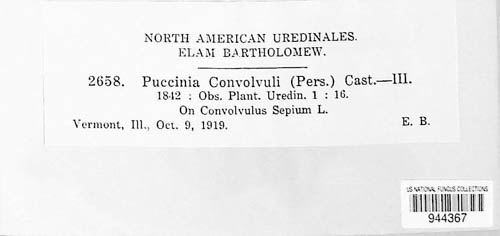 NORTH AMERICAN UREDINALES.
ELAM BARTHOLOMEW.
2658. Puccinia Convolvuli (Pers.) Cast.—III.
1842 : Obs. Plant. Uredin. 1 : 16.
On Convolvulus Sepium L.
Vermont, Ill., Oct. 9, 1919. E. B.
US NATIONAL FUNGUS COLLECTIONS
944367